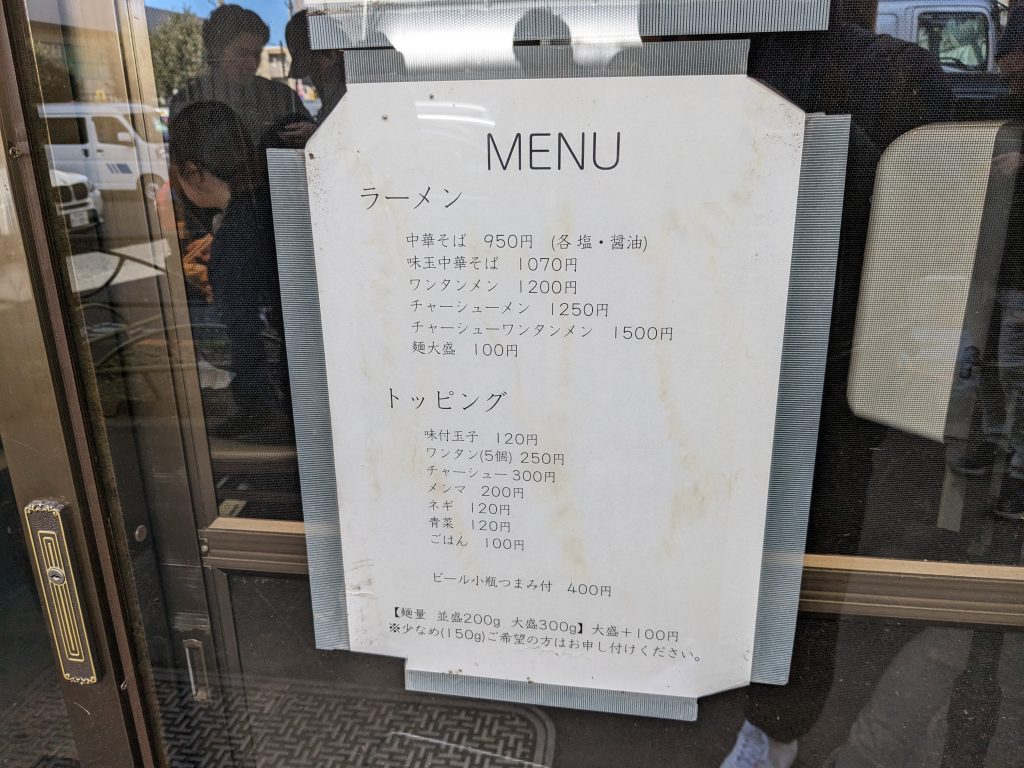 MENU
ラーメン
中華そば 950円 (各 塩・醤油)
味玉中華そば 1070円
ワンタンメン 1200円
チャーシューメン 1250円
チャーシューワンタンメン 1500円
麺大盛 100円
トッピング
味付玉子 120円
ワンタン(5個) 250円
チャーシュー 300円
メンマ 200円
ネギ 120円
青菜 120円
ごはん 100円
ビール小瓶つまみ付 400円
【麺量 並盛200g 大盛300g】大盛+100円
※少なめ(150g)ご希望の方はお申し付けください。